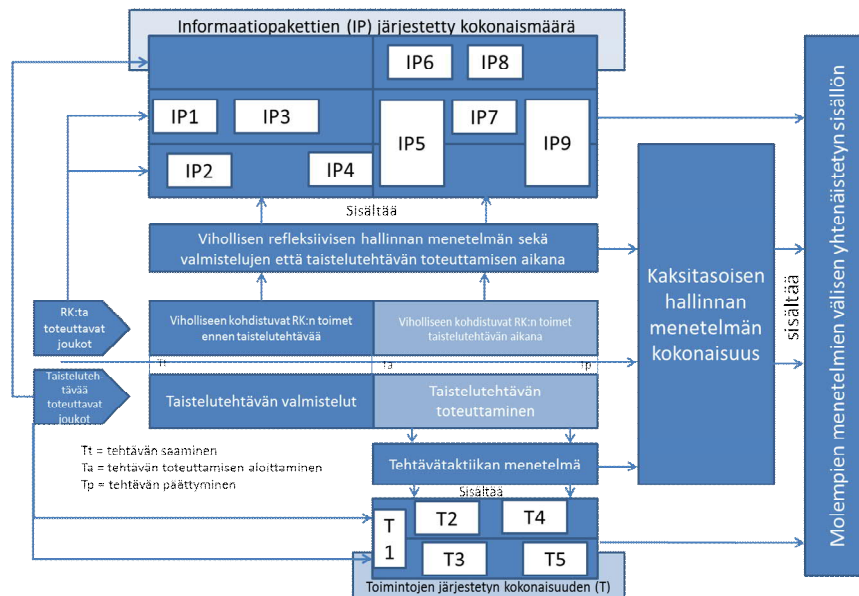 Informaatiopakettien (IP) järjestetty kokonaismäärä
IP6
IP8
IP1
IP3
IP5
IP7
IP9
IP2
IP4
Sisältää
Vihollisen refleksiivisen hallinnan menetelmän sekä
valmistelujen että taistelutehtävän toteuttamisen aikana
RK:ta
toteuttavat
joukot
Viholliseen kohdistuvat RK:n toimet
ennen taistelutehtävää
Viholliseen kohdistuvat RK:n toimet
taistelutehtävän aikana
Tt
Ta
Tp
Taisteluteh
tävää
toteuttavat
joukot
Taistelutehtävän valmistelut
Taistelutehtävän
toteuttaminen
Tt = tehtävän saaminen
Ta = tehtävän toteuttamisen aloittaminen
Tp = tehtävän päättyminen
Tehtävätaktiikan menetelmä
Sisältää
T
1
T2
T4
T3
T5
Toimintojen järjestetyn kokonaisuuden (T)
Kaksitasoisen
hallinnan
menetelmän
kokonaisuus
sisältää
Molempien menetelmien välisen yhtenäistetyn sisällön